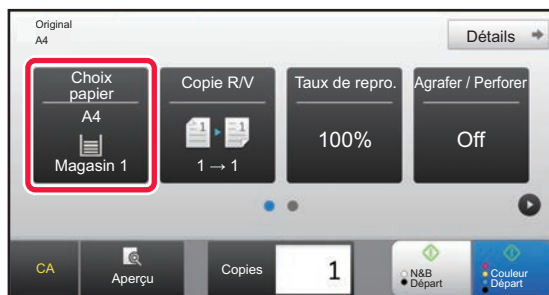 Original
A4
Détails
Choix
papier
A4
Magasin 1
Copie R/V
1 → 1
Taux de repro.
100%
Agrafer / Perforer
Off
CA
Aperçu
Copies
1
N&B
Départ
Couleur
Départ